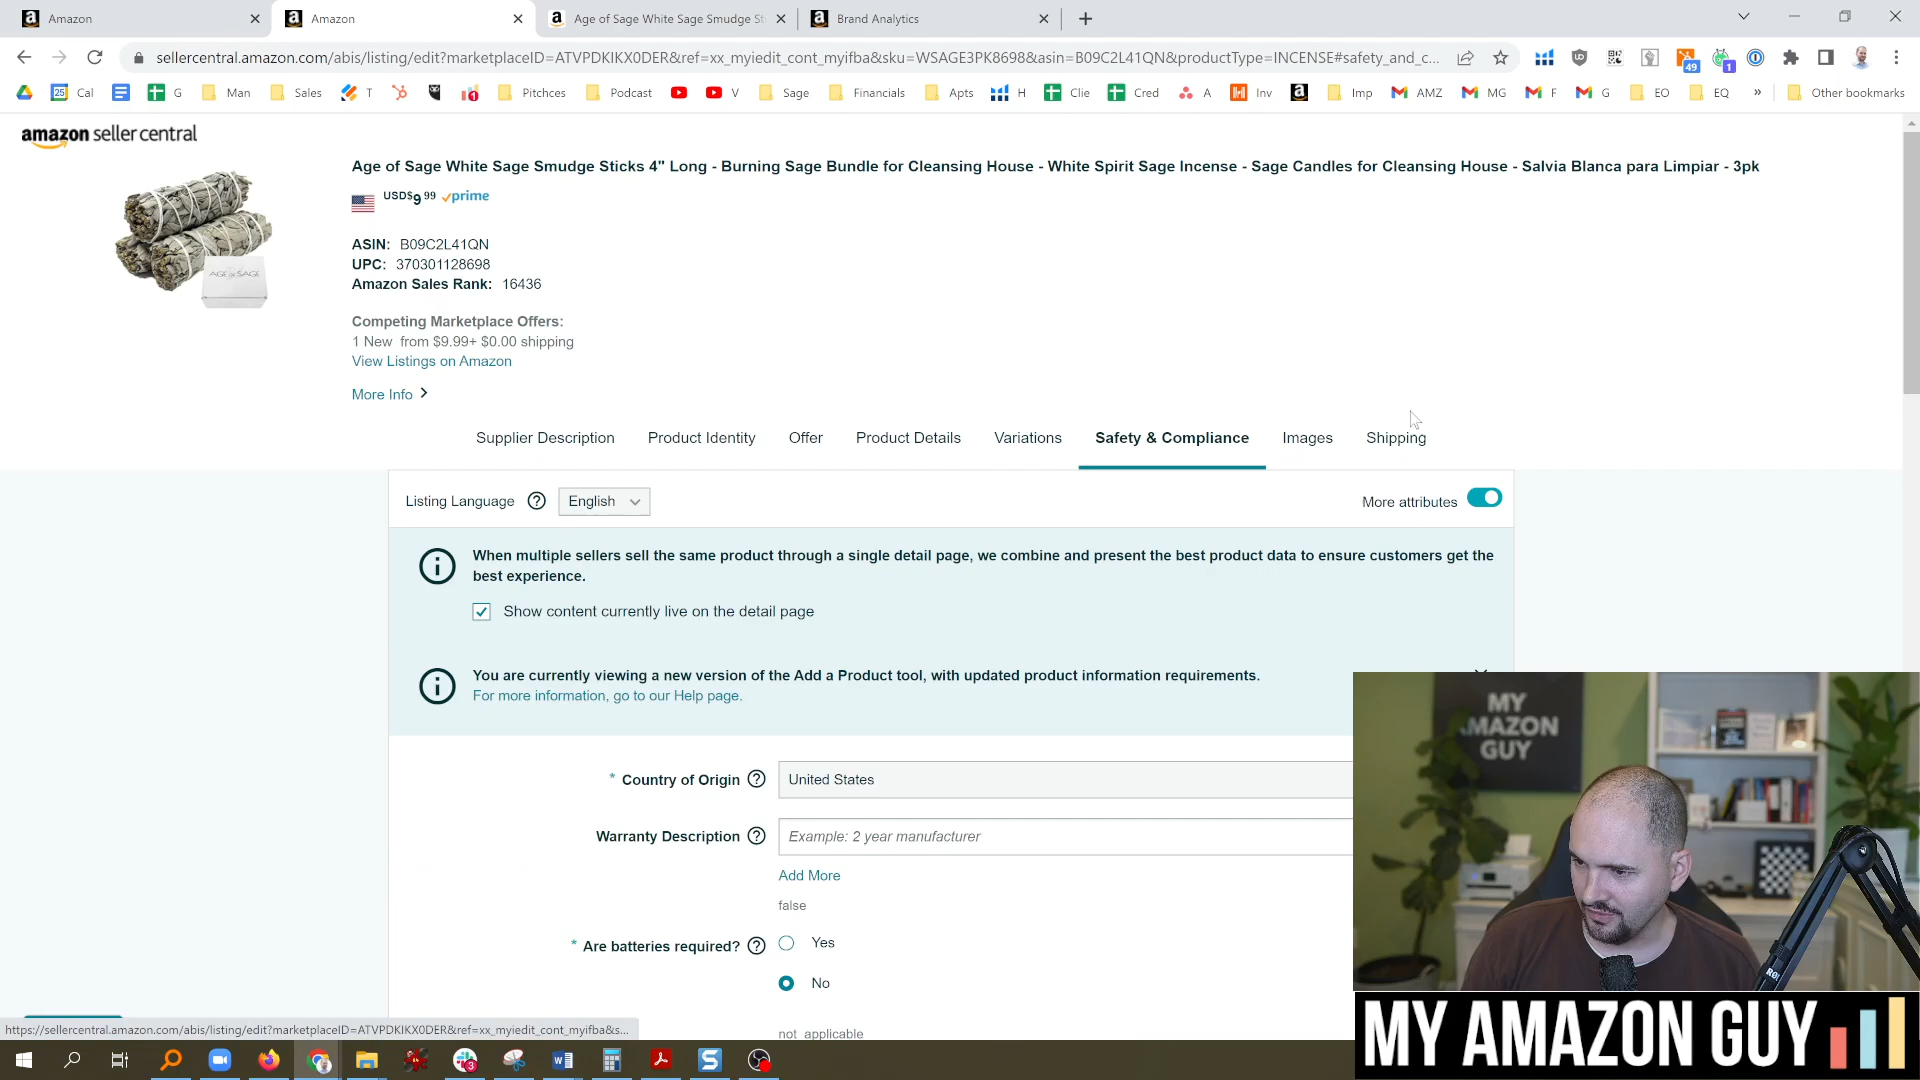 Amazon
Amazon
Age of Sage White Sage Smudge St
Brand Analytics
sellercentral.amazon.com/abis/listing/edit?marketplaceID=ATVPDKIKX0DER&ref=xx_myiedit_cont_myifba&sku=WSAGE3PK8698&asin=B09C2L41QN&productType=INCENSE#safety_and_c...
49
1
Cal
G
Man
Sales
T
1
Pitchces
Podcast
V
Sage
Financials
Apts
H
Clie
Cred
A
Inv
Imp
AMZ
MG
F
G
EO
EQ
»
Other bookmarks
amazon seller central
Age of Sage White Sage Smudge Sticks 4" Long - Burning Sage Bundle for Cleansing House - White Spirit Sage Incense - Sage Candles for Cleansing House - Salvia Blanca para Limpiar - 3pk
USD$9.99 prime
ASIN: B09C2L41QN
UPC: 370301128698
Amazon Sales Rank: 16436
AGE OF SAGE
Competing Marketplace Offers:
1 New from $9.99+ $0.00 shipping
View Listings on Amazon
More Info
Supplier Description
Product Identity
Offer
Product Details
Variations
Safety & Compliance
Images
Shipping
Listing Language
English
More attributes
When multiple sellers sell the same product through a single detail page, we combine and present the best product data to ensure customers get the
best experience.
Show content currently live on the detail page
You are currently viewing a new version of the Add a Product tool, with updated product information requirements.
For more information, go to our Help page.
MY
AMAZON
GUY
* Country of Origin
United States
Warranty Description
Example: 2 year manufacturer
Add More
false
* Are batteries required?
Yes
No
not_applicable
https://sellercentral.amazon.com/abis/listing/edit?marketplaceID=ATVPDKIKX0DER&ref=xx_myiedit_cont_myifba&s...
MY AMAZON GUY